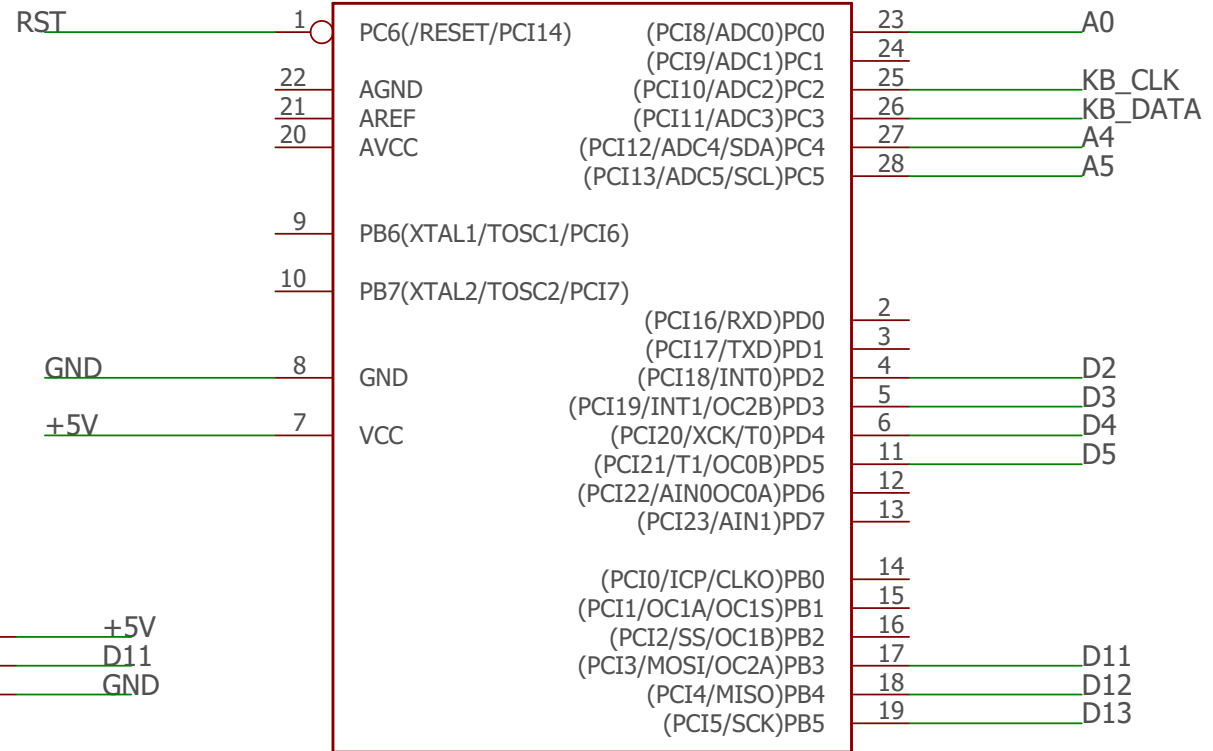 RST 1 PC6(/RESET/PCI14) (PCI8/ADC0)PC0 23 A0
(PCI9/ADC1)PC1 24
22 AGND (PCI10/ADC2)PC2 25 KB_CLK
21 AREF (PCI11/ADC3)PC3 26 KB_DATA
20 AVCC (PCI12/ADC4/SDA)PC4 27 A4
(PCI13/ADC5/SCL)PC5 28 A5
9 PB6(XTAL1/TOSC1/PCI6)
10 PB7(XTAL2/TOSC2/PCI7)
(PCI16/RXD)PD0 2
(PCI17/TXD)PD1 3
GND 8 GND (PCI18/INT0)PD2 4 D2
(PCI19/INT1/OC2B)PD3 5 D3
+5V 7 VCC (PCI20/XCK/T0)PD4 6 D4
(PCI21/T1/OC0B)PD5 11 D5
(PCI22/AIN0OC0A)PD6 12
(PCI23/AIN1)PD7 13
(PCI0/ICP/CLKO)PB0 14
(PCI1/OC1A/OC1S)PB1 15
+5V (PCI2/SS/OC1B)PB2 16
D11 (PCI3/MOSI/OC2A)PB3 17 D11
GND (PCI4/MISO)PB4 18 D12
(PCI5/SCK)PB5 19 D13